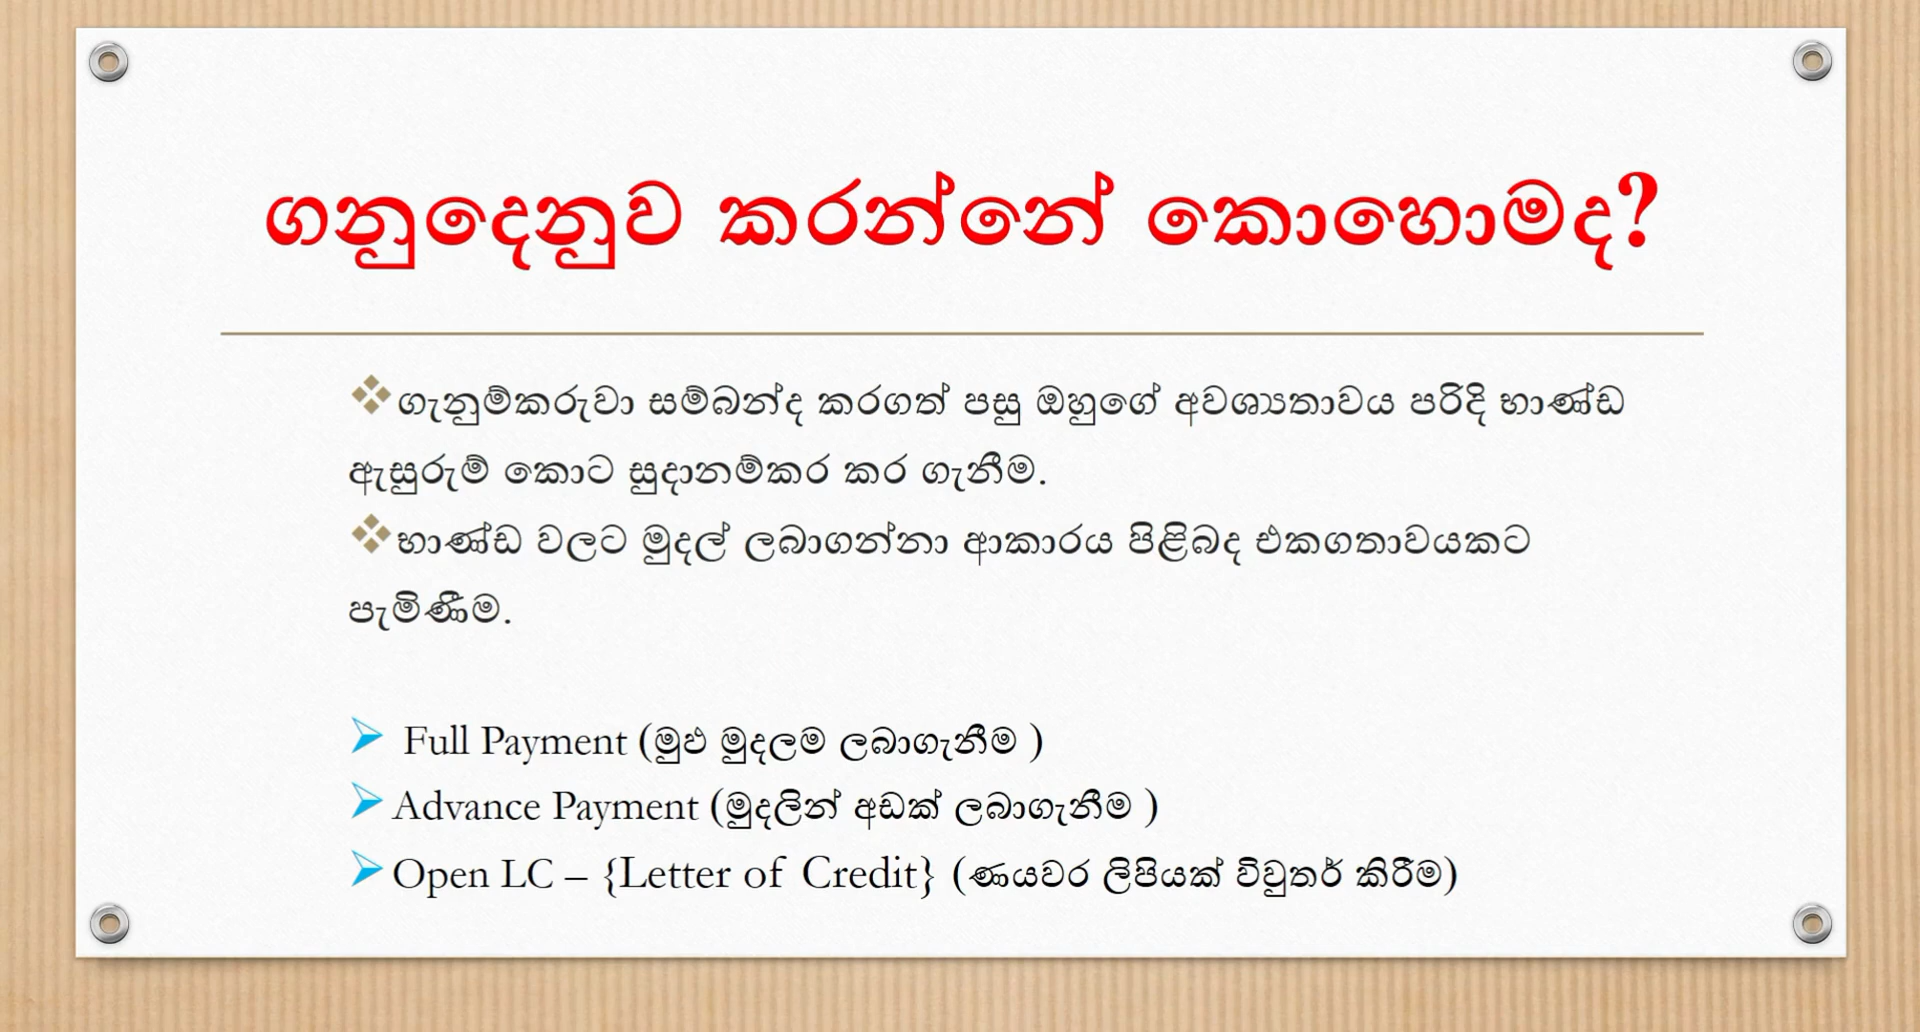 ගනුදෙනුව කරන්නේ කොහොමද?
❖ගැනුම්කරුවා සම්බන්ද කරගත් පසු ඔහුගේ අවශ්‍යතාවය පරිදි භාණ්ඩ
ඇසුරුම් කොට සුදානම්කර කර ගැනීම.
❖භාණ්ඩ වලට මුදල් ලබාගන්නා ආකාරය පිළිබද එකගතාවයකට
පැමිණීම.
➢ Full Payment (මුළු මුදලම ලබාගැනීම )
➢ Advance Payment (මුදලින් අඩක් ලබාගැනීම )
➢ Open LC – {Letter of Credit} (ණයවර ලිපියක් විවුතර් කිරීම)